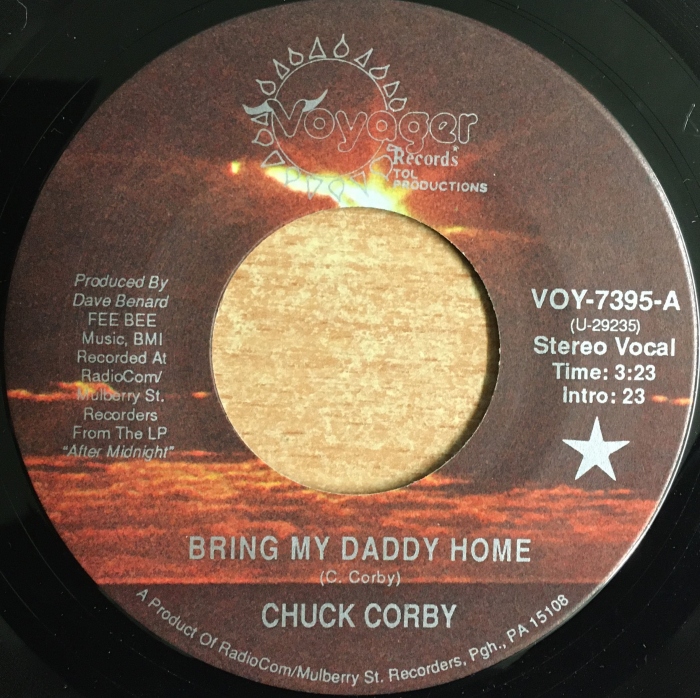 Voyager
Records
TOL
PRODUCTIONS
Produced By
Dave Benard
FEE BEE
Music, BMI
Recorded At
RadioCom/
Mulberry St.
Recorders
From The LP
"After Midnight"
VOY-7395-A
(U-29235)
Stereo Vocal
Time: 3:23
Intro: 23
BRING MY DADDY HOME
(C. Corby)
CHUCK CORBY
A Product Of RadioCom/Mulberry St. Recorders, Pgh., PA 15108